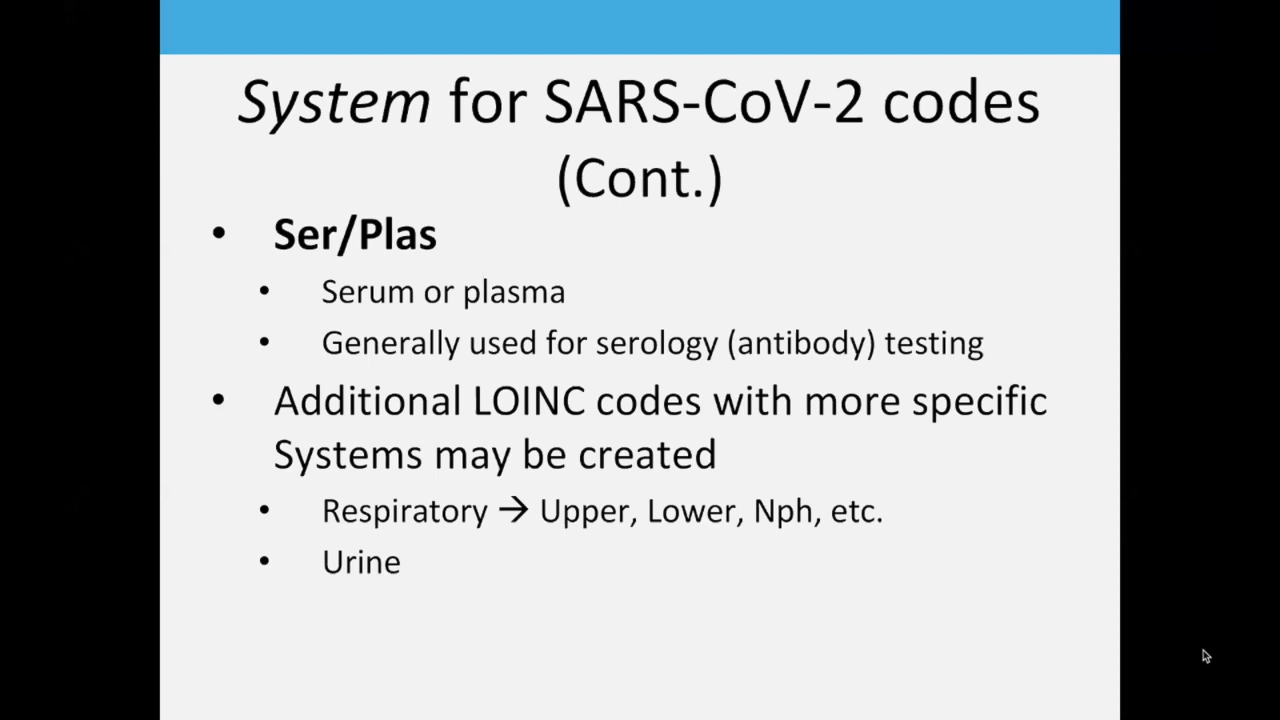 System for SARS-CoV-2 codes
(Cont.)
• Ser/Plas
• Serum or plasma
• Generally used for serology (antibody) testing
• Additional LOINC codes with more specific
Systems may be created
• Respiratory → Upper, Lower, Nph, etc.
• Urine